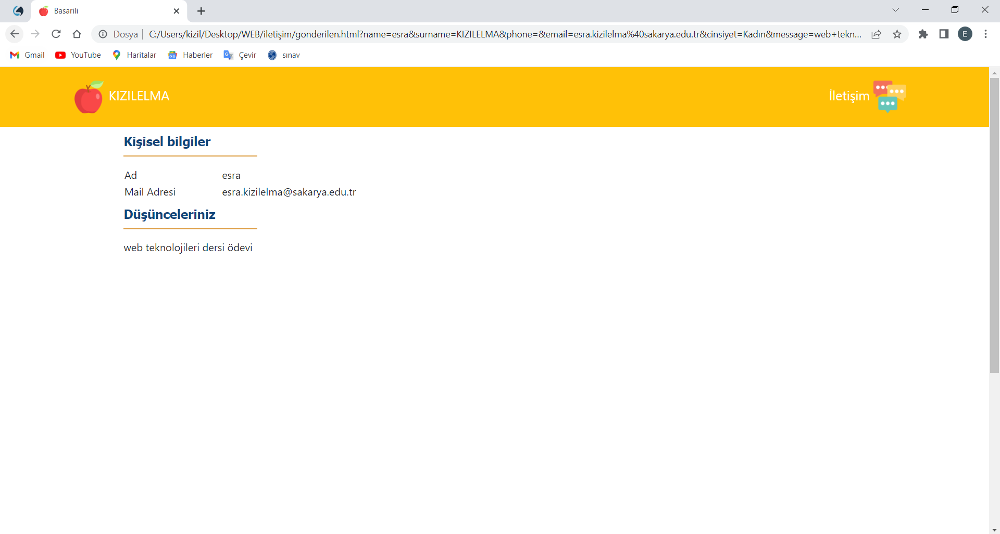 Basarili
Dosya | C:/Users/kizil/Desktop/WEB/iletişim/gonderilen.html?name=esra&surname=KIZILELMA&phone=&email=esra.kizilelma%40sakarya.edu.tr&cinsiyet=Kadın&message=web+tekn...
E
Gmail YouTube Haritalar Haberler Çevir sınav
KIZILELMA İletişim
Kişisel bilgiler
Ad esra
Mail Adresi esra.kizilelma@sakarya.edu.tr
Düşünceleriniz
web teknolojileri dersi ödevi